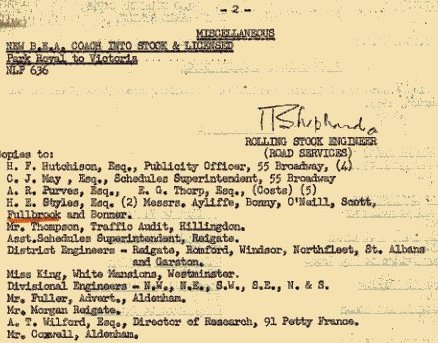 - 2 -
MISCELLANEOUS
NEW B.E.A. COACH INTO STOCK & LICENSED
Park Royal to Victoria
NLP 636
ROLLING STOCK ENGINEER
(ROAD SERVICES)
Copies to:
H. F. Hutchison, Esq., Publicity Officer, 55 Broadway, (4)
C. J. May, Esq., Schedules Superintendent, 55 Broadway
A. R. Purves, Esq., E. G. Thorp, Esq., (Costs) (5)
H. E. Styles, Esq. (2) Messrs. Ayliffe, Bonny, O'Neill, Scott,
Fullbrook and Bonner.
Mr. Thompson, Traffic Audit, Hillingdon.
Asst.Schedules Superintendent, Reigate.
District Engineers - Reigate, Romford, Windsor, Northfleet, St. Albans
and Garston.
Miss King, White Mansions, Westminster.
Divisional Engineers - N.W., N.E., S.W., S.E., N. & S.
Mr. Fuller, Advert., Aldenham.
Mr. Morgan Reigate.
A. T. Wilford, Esq., Director of Research, 91 Petty France.
Mr. Coxwell, Aldenham.